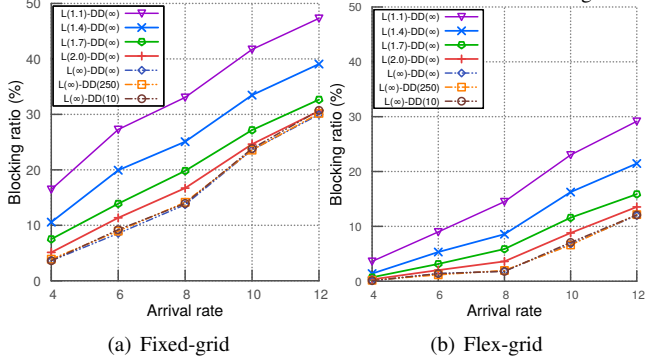 Blocking ratio (%)
50
40
30
20
10
0
L(1.1)-DD(∞)
L(1.4)-DD(∞)
L(1.7)-DD(∞)
L(2.0)-DD(∞)
L(∞)-DD(∞)
L(∞)-DD(250)
L(∞)-DD(10)
4 6 8 10 12
Arrival rate
(a) Fixed-grid
Blocking ratio (%)
50
40
30
20
10
0
L(1.1)-DD(∞)
L(1.4)-DD(∞)
L(1.7)-DD(∞)
L(2.0)-DD(∞)
L(∞)-DD(∞)
L(∞)-DD(250)
L(∞)-DD(10)
4 6 8 10 12
Arrival rate
(b) Flex-grid